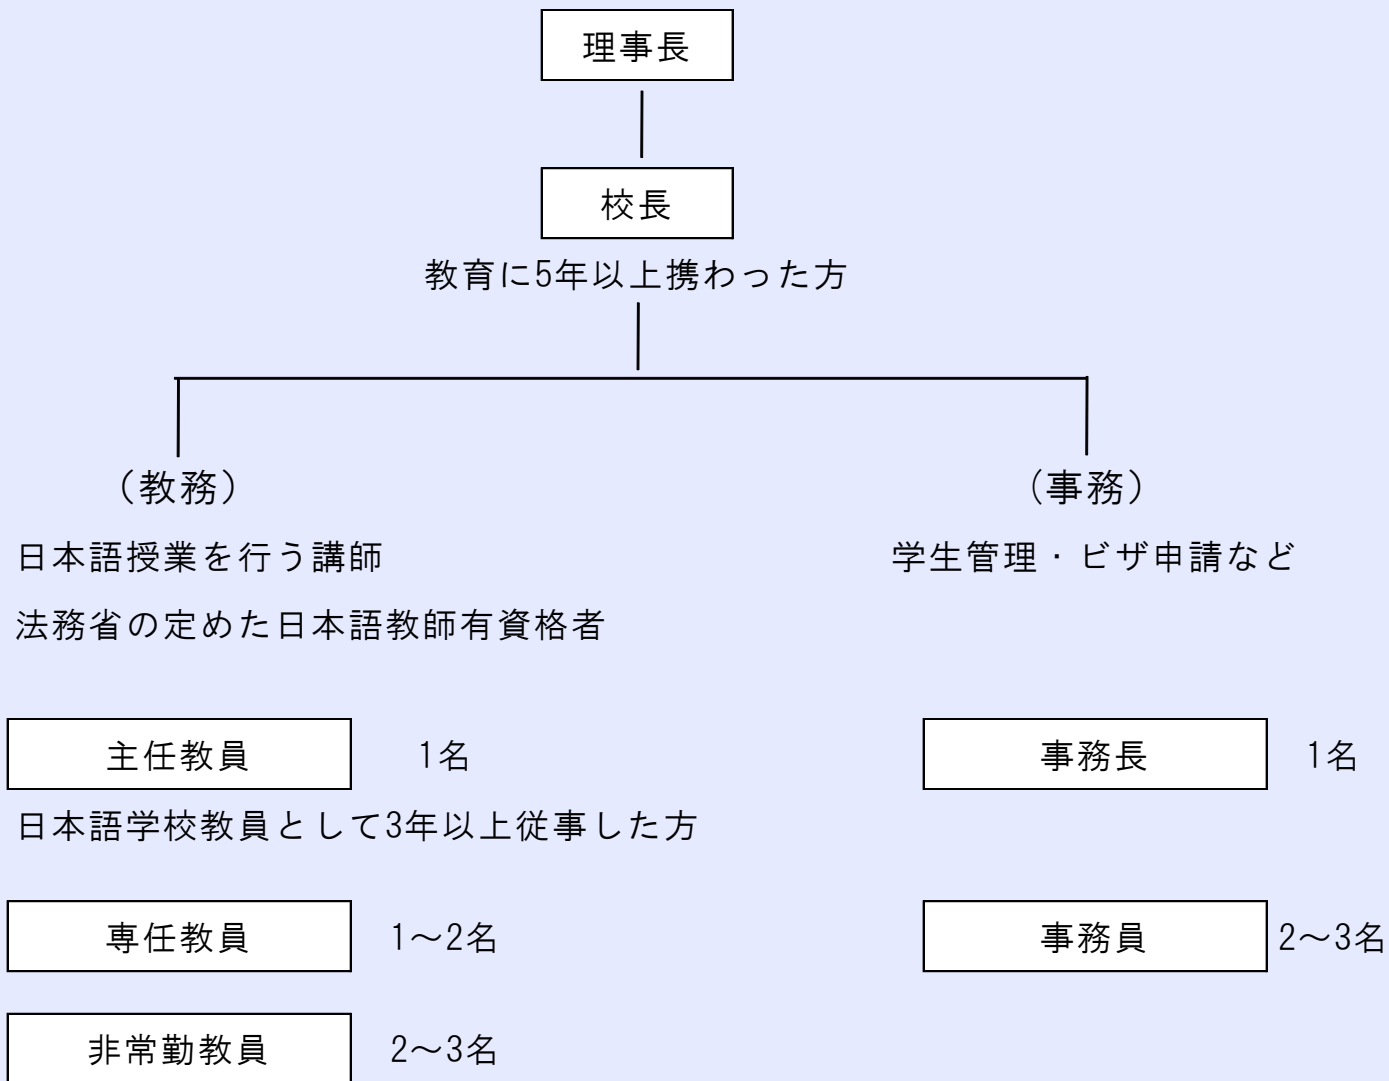 理事長
校長
教育に5年以上携わった方
（教務）
日本語授業を行う講師
法務省の定めた日本語教師有資格者
主任教員 1名
日本語学校教員として3年以上従事した方
専任教員 1～2名
非常勤教員 2～3名
（事務）
学生管理・ビザ申請など
事務長 1名
事務員 2～3名